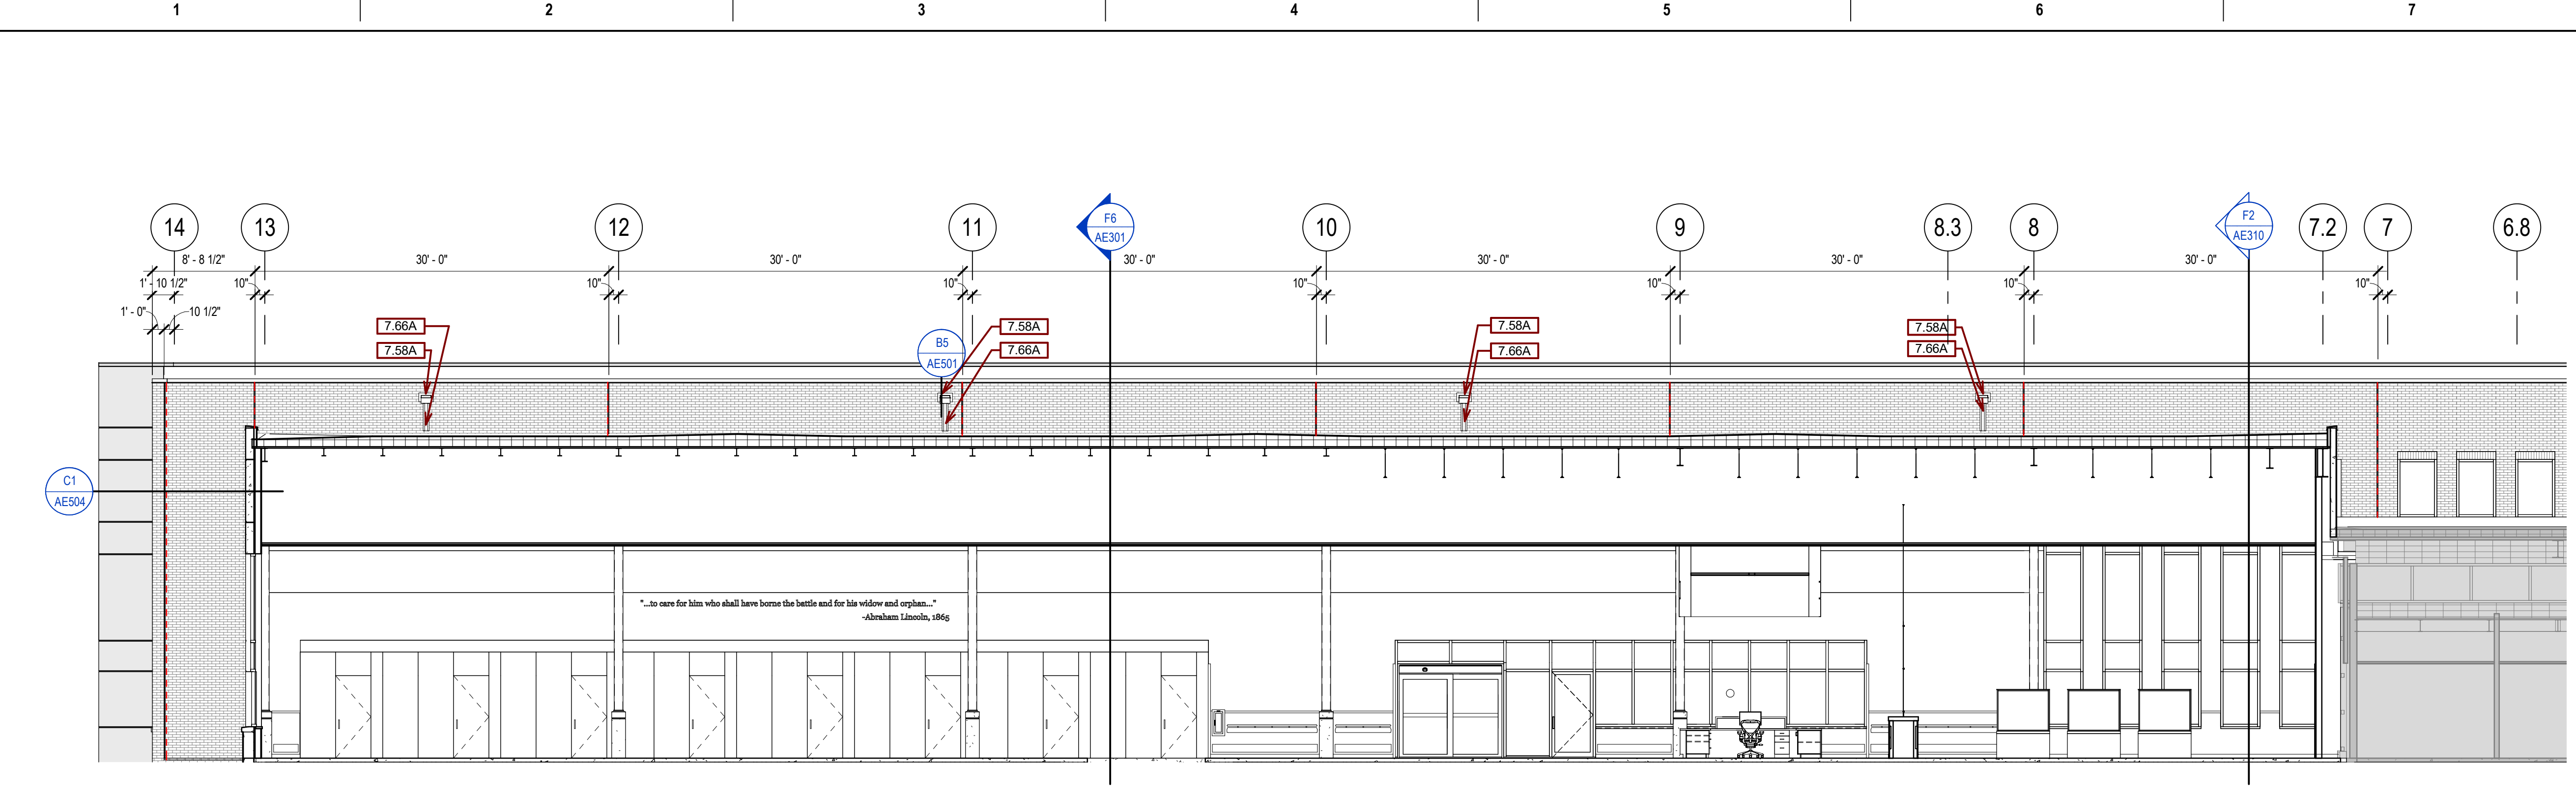 1 2 3 4 5 6 7
14 13 12 11 F6 AE301 10 9 8.3 8 F2 AE310 7.2 7 6.8
8' - 8 1/2" 30' - 0" 30' - 0" 30' - 0" 30' - 0" 30' - 0" 30' - 0"
1' - 10 1/2" 10" 10" 10" 10" 10" 10" 10"
1' - 0" 10 1/2"
7.66A 7.58A 7.58A 7.58A
7.58A B5 AE501 7.66A 7.66A 7.66A
C1
AE504
"...to care for him who shall have borne the battle and for his widow and orphan..."
-Abraham Lincoln, 1865